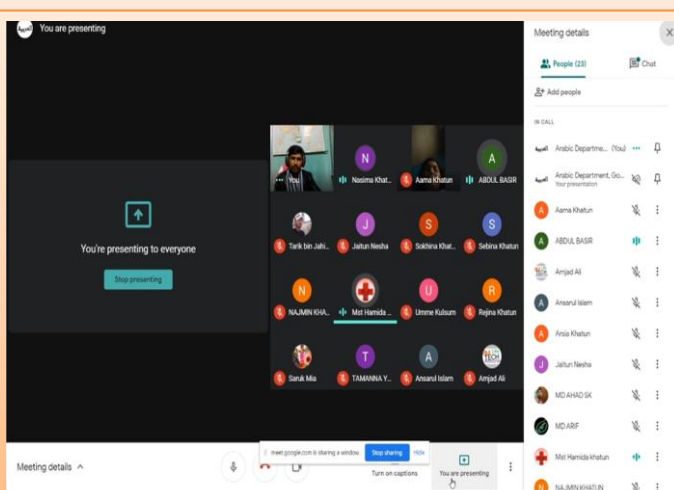 You are presenting
You're presenting to everyone
Stop presenting
You
N
Nasima Khat...
Aama Khatun
A
ABDUL BASIR
Tarik bin Jahi...
J
Jaitun Nesha
S
Sokhina Khat...
S
Sebina Khatun
N
NAJMIN KHA...
Mst Hamida ...
U
Umme Kulsum
R
Rejina Khatun
Saruk Mia
T
TAMANNA Y...
A
Ansarul Islam
TECH
Amjad Ali
Meeting details
meet.google.com is sharing a window.
Stop sharing
Hide
Turn on captions
You are presenting
Meeting details
People (23)
Chat
Add people
IN CALL
Arabic Departme... (You)
Arabic Department, Go...
Your presentation
A
Aama Khatun
A
ABDUL BASIR
Amjad Ali
A
Ansarul Islam
A
Arsia Khatun
J
Jaitun Nesha
MD AHAD SK
MD ARIF
Mst Hamida khatun
N
NAJMIN KHATUN